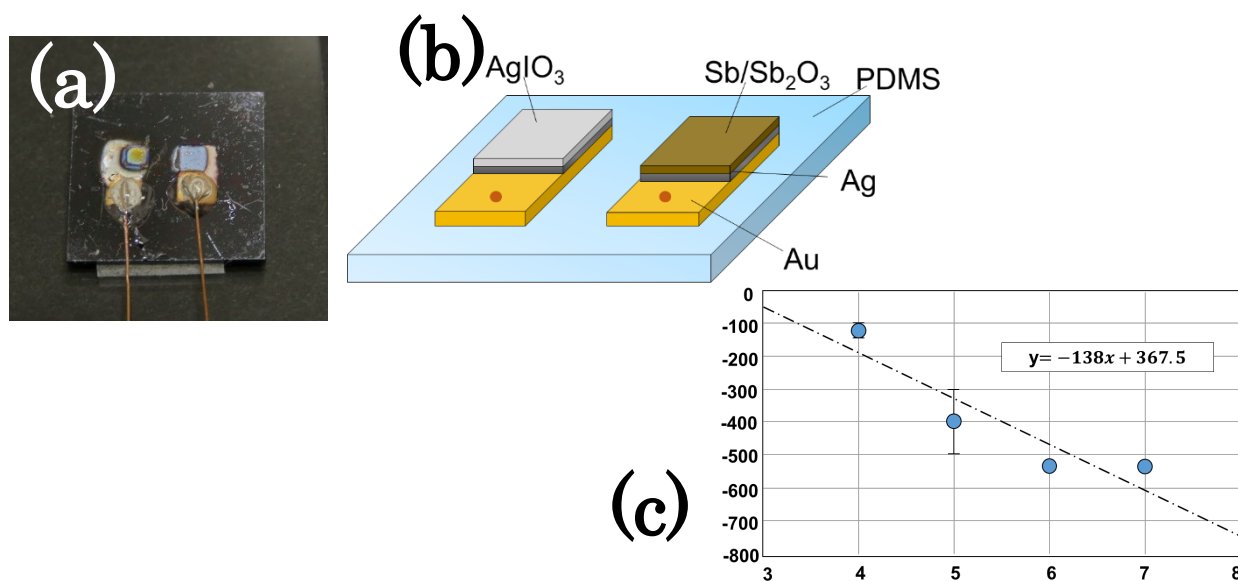 (a)
(b)
AgIO₃
Sb/Sb₂O₃
PDMS
Ag
Au
(c)
0
-100
-200
-300
-400
-500
-600
-700
-800
y= −138x + 367.5
3 4 5 6 7 8